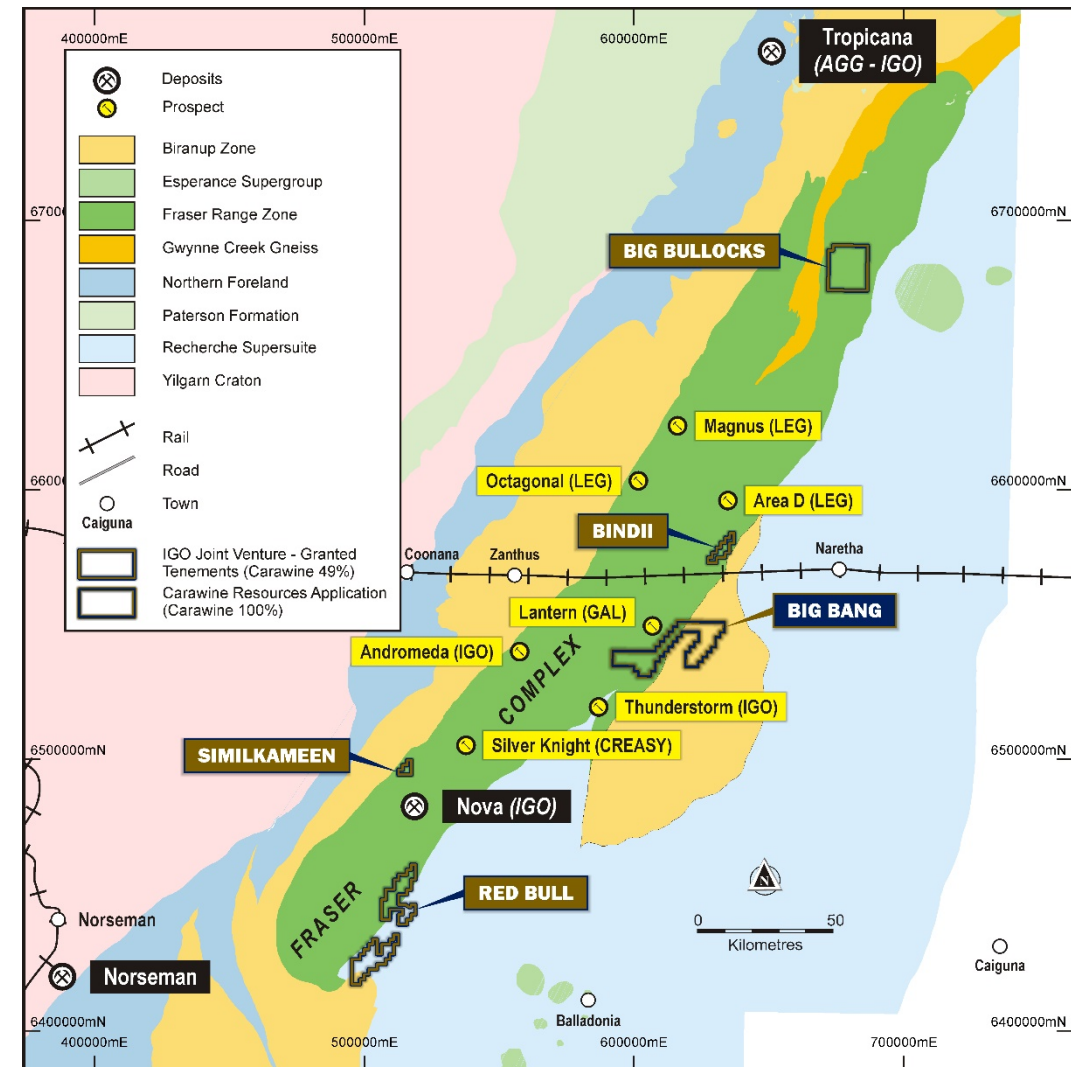 400000mE
500000mE
600000mE
Tropicana
(AGG - IGO)
Deposits
Prospect
Biranup Zone
Esperance Supergroup
Fraser Range Zone
Gwynne Creek Gneiss
Northern Foreland
Paterson Formation
Recherche Supersuite
Yilgarn Craton
Rail
Road
Town
Caiguna
IGO Joint Venture - Granted
Tenements (Carawine 49%)
Carawine Resources Application
(Carawine 100%)
6700000mN
BIG BULLOCKS
Magnus (LEG)
Octagonal (LEG)
Area D (LEG)
BINDII
Coonana
Zanthus
Naretha
Lantern (GAL)
BIG BANG
Andromeda (IGO)
COMPLEX
Thunderstorm (IGO)
Silver Knight (CREASY)
6500000mN
6500000mN
SIMILKAMEEN
Nova (IGO)
RED BULL
FRASER
N
0
50
Kilometres
Norseman
Norseman
Caiguna
Balladonia
6400000mN
6400000mN
400000mE
500000mE
600000mE
700000mE
6600000mN
700000mE